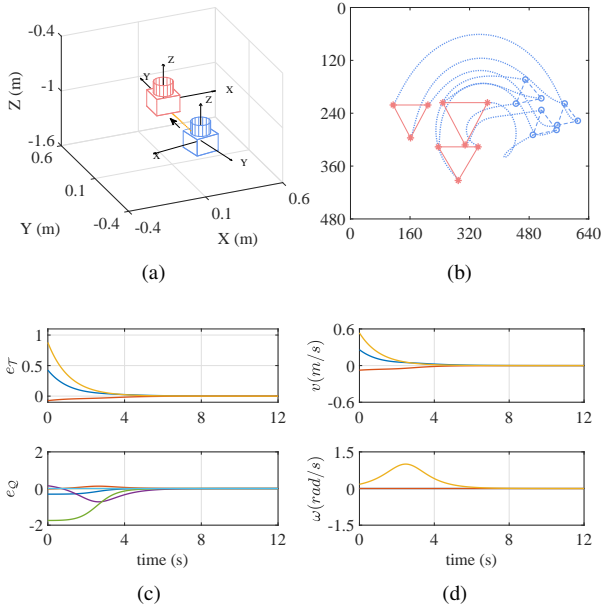 -0.4
-1
-1.6
Z (m)
0.6
0.1
-0.4
Y (m)
-0.4
0.1
0.6
X (m)
Z
Y
X
Z
X
Y
(a)
0
120
240
360
480
0
160
320
480
640
(b)
1
0.5
0
e_𝒯
0
4
8
12
2
0
-2
e_𝒬
0
4
8
12
time (s)
(c)
0.6
0
-0.6
v(m/s)
0
4
8
12
1.5
0
-1.5
ω(rad/s)
0
4
8
12
time (s)
(d)